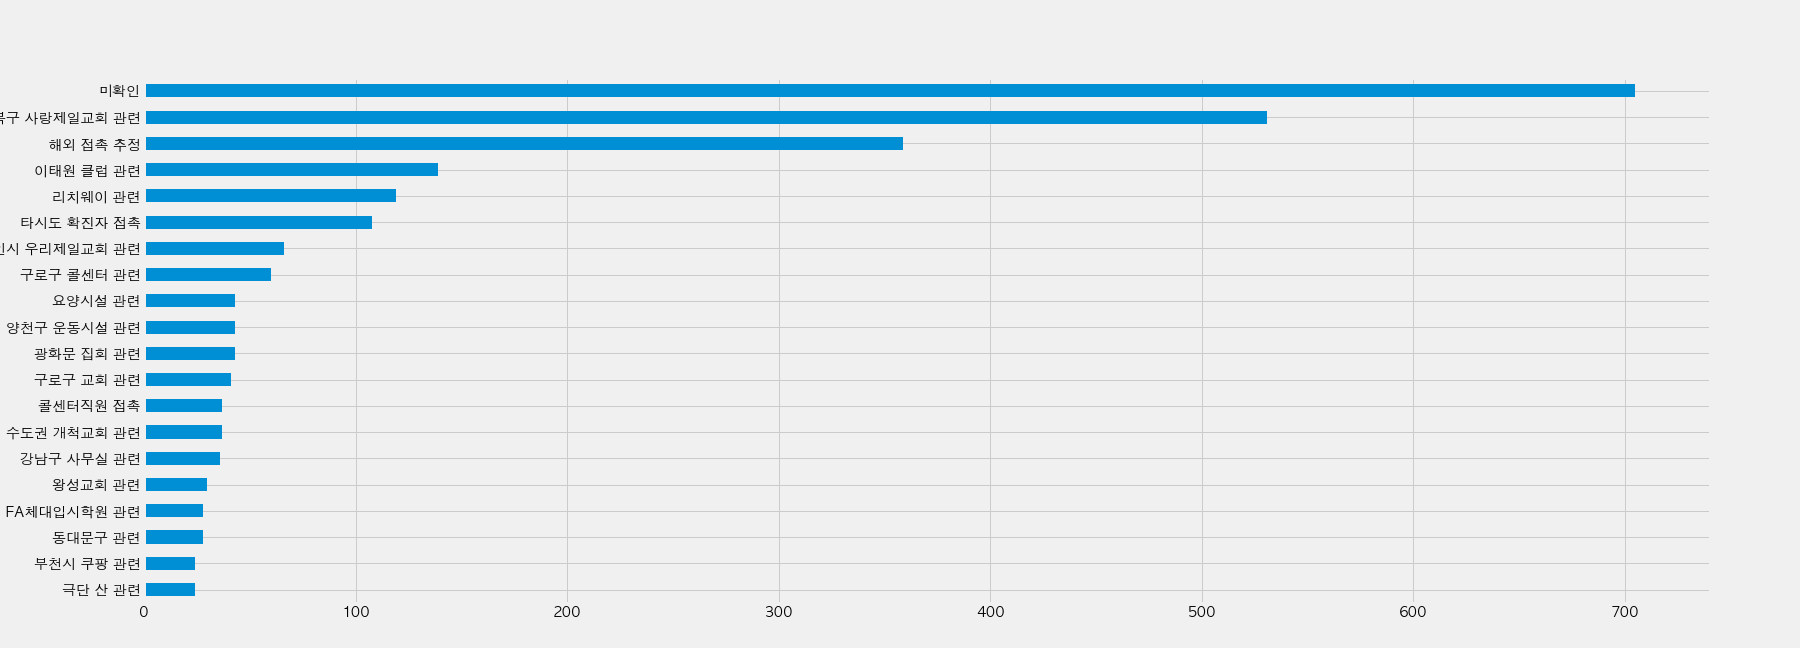 미확인
북구 사랑제일교회 관련
해외 접촉 추정
이태원 클럽 관련
리치웨이 관련
타시도 확진자 접촉
인시 우리제일교회 관련
구로구 콜센터 관련
요양시설 관련
양천구 운동시설 관련
광화문 집회 관련
구로구 교회 관련
콜센터직원 접촉
수도권 개척교회 관련
강남구 사무실 관련
왕성교회 관련
FA체대입시학원 관련
동대문구 관련
부천시 쿠팡 관련
극단 산 관련
0 100 200 300 400 500 600 700